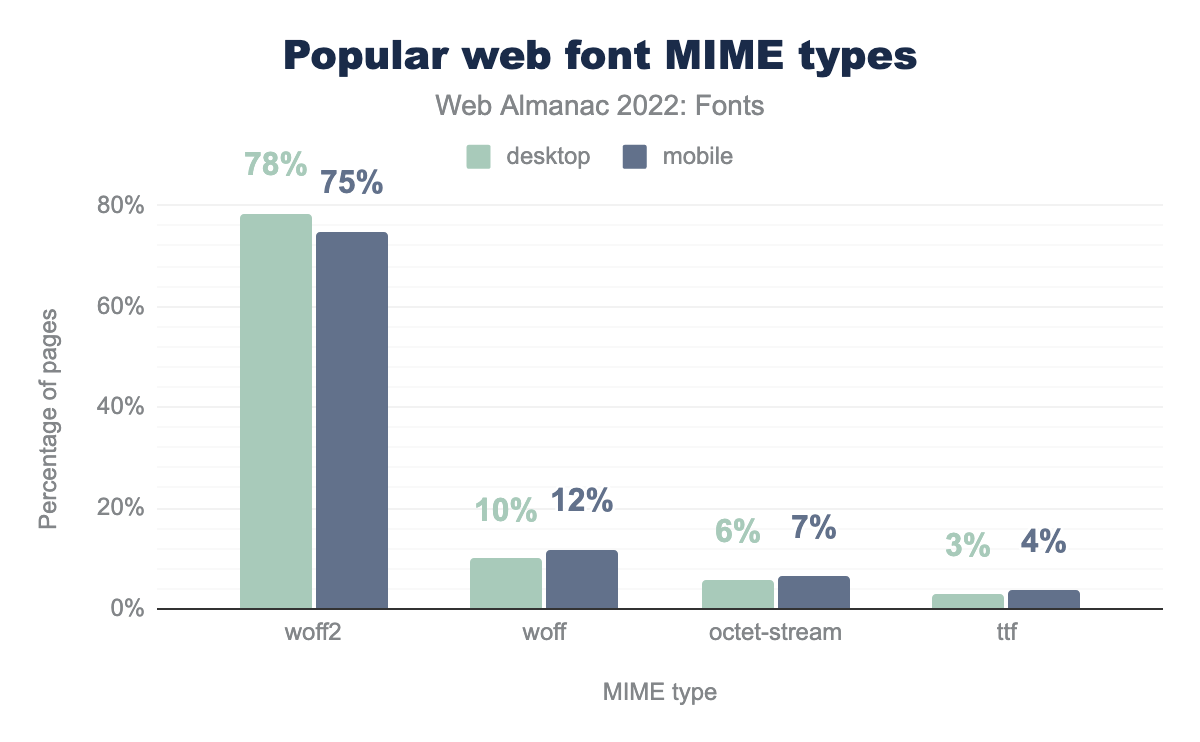 Popular web font MIME types
Web Almanac 2022: Fonts
desktop mobile
78% 75%
80%
60%
40%
20%
0%
Percentage of pages
10% 12%
6% 7%
3% 4%
woff2 woff octet-stream ttf
MIME type